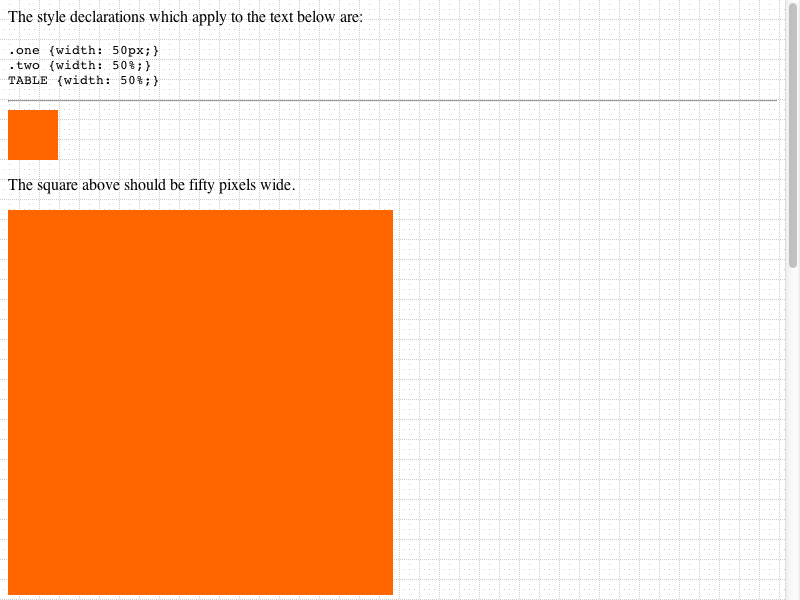 The style declarations which apply to the text below are:
.one {width: 50px;}
.two {width: 50%;}
TABLE {width: 50%;}
The square above should be fifty pixels wide.